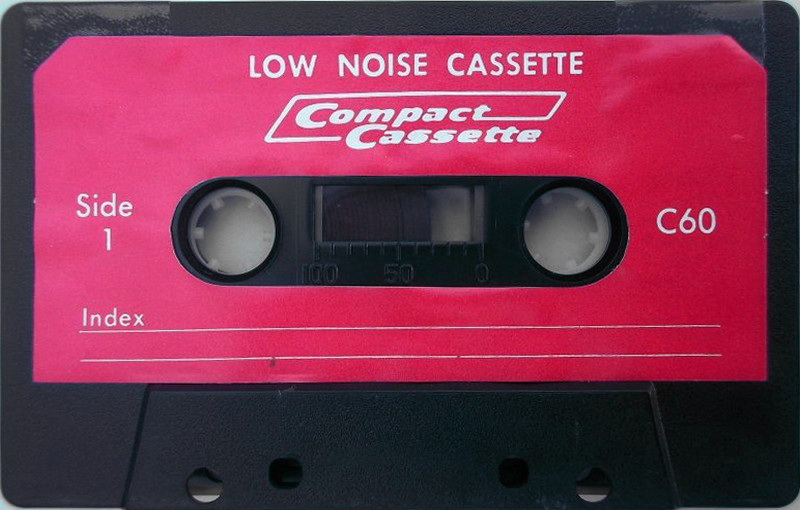 LOW NOISE CASSETTE
Compact
Cassette
Side
1
C60
100 50 0
Index